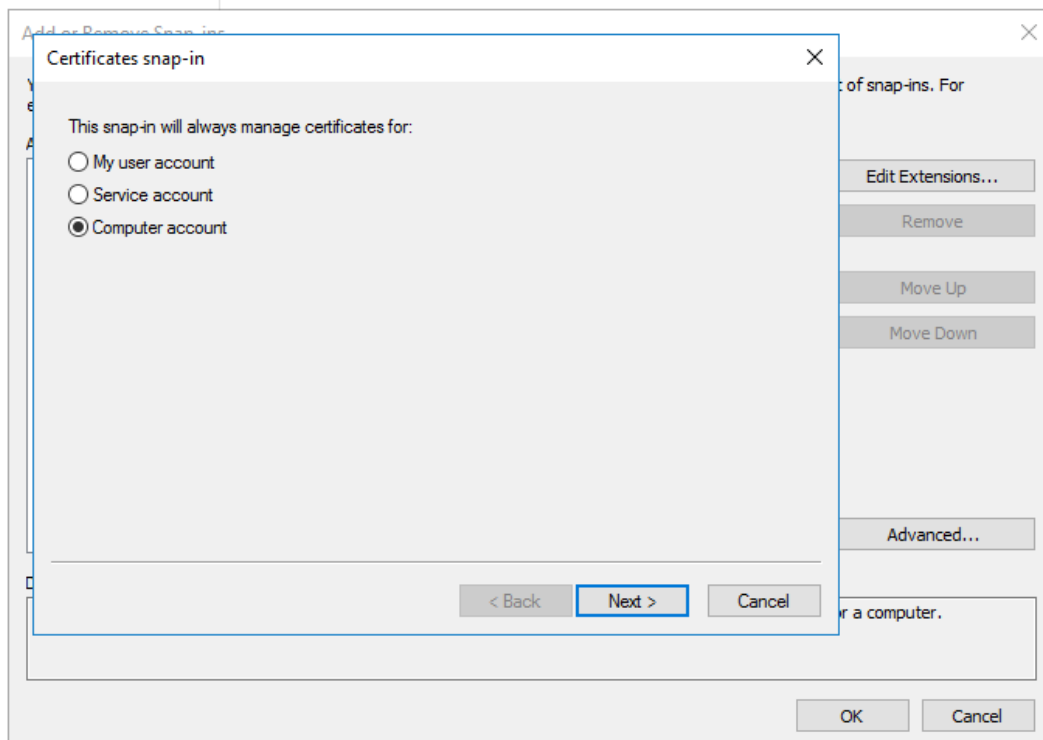 Add or Remove Snap-ins
Certificates snap-in
of snap-ins. For
This snap-in will always manage certificates for:
My user account
Service account
Computer account
Edit Extensions...
Remove
Move Up
Move Down
Advanced...
< Back
Next >
Cancel
r a computer.
OK
Cancel